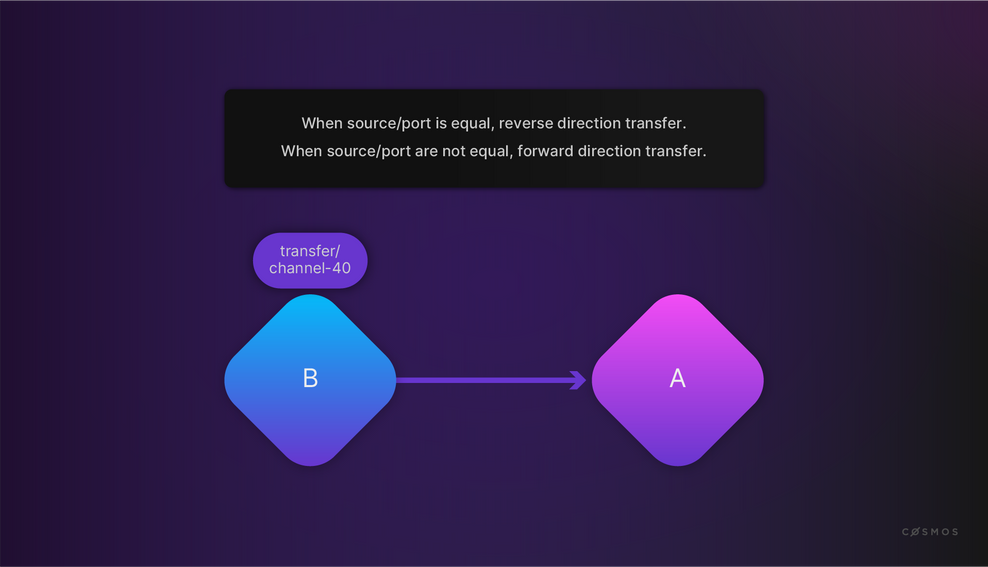 When source/port is equal, reverse direction transfer.
When source/port are not equal, forward direction transfer.
transfer/
channel-40
B
A
CØSMOS